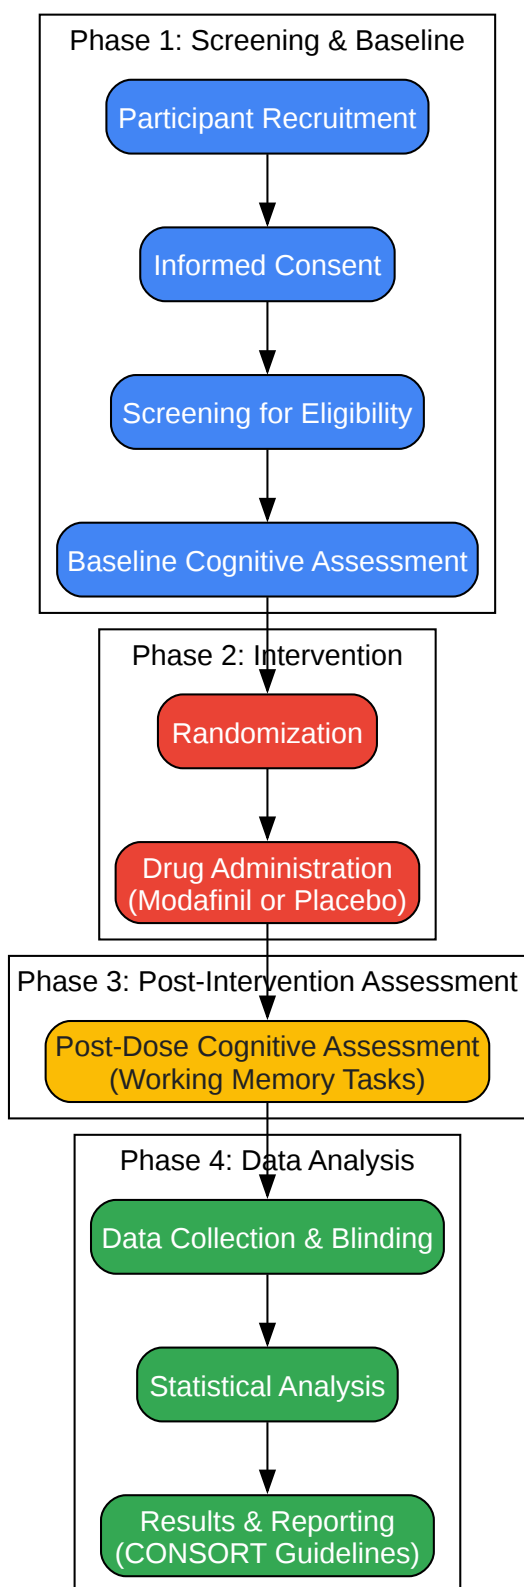 Phase 1: Screening & Baseline
Participant Recruitment
Informed Consent
Screening for Eligibility
Baseline Cognitive Assessment
Phase 2: Intervention
Randomization
Drug Administration
(Modafinil or Placebo)
Phase 3: Post-Intervention Assessment
Post-Dose Cognitive Assessment
(Working Memory Tasks)
Phase 4: Data Analysis
Data Collection & Blinding
Statistical Analysis
Results & Reporting
(CONSORT Guidelines)